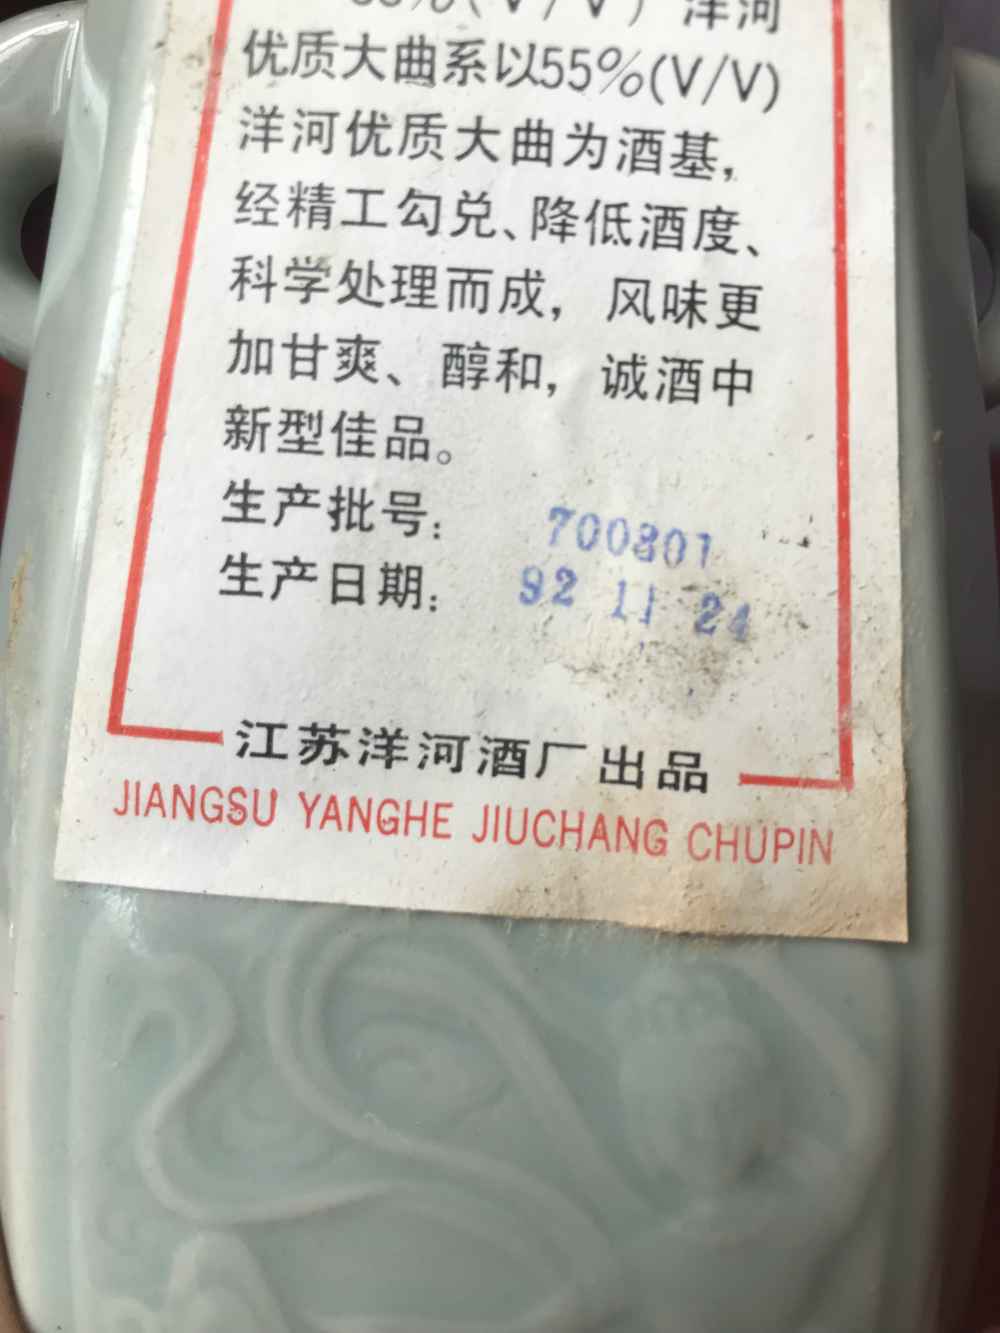 洋河
优质大曲系以55%(V/V)
洋河优质大曲为酒基，
经精工勾兑、降低酒度、
科学处理而成，风味更
加甘爽、醇和，诚酒中
新型佳品。
生产批号： 700801
生产日期： 92 11 24
江苏洋河酒厂出品
JIANGSU YANGHE JIUCHANG CHUPIN